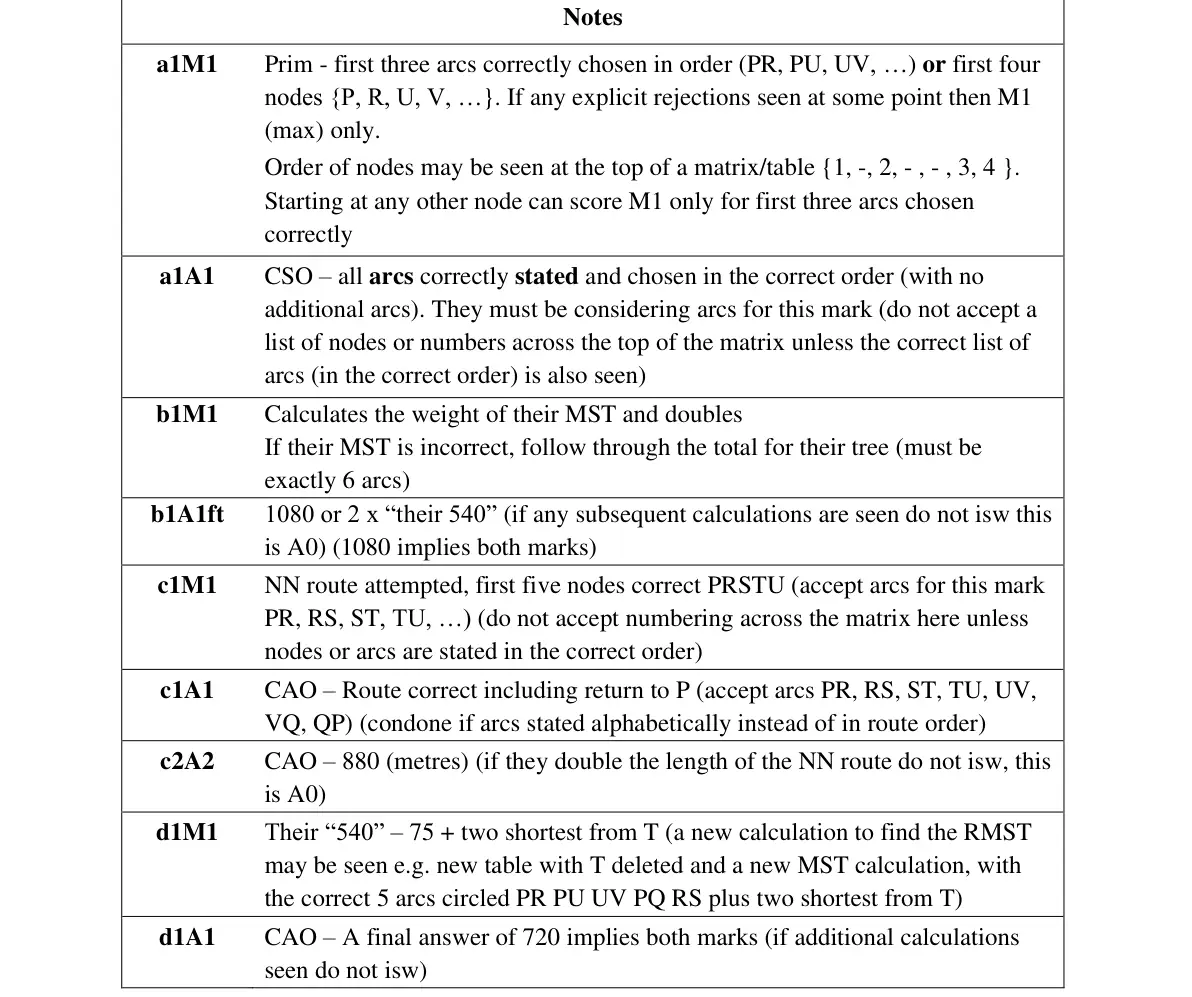 Notes
a1M1
Prim - first three arcs correctly chosen in order (PR, PU, UV, …) or first four
nodes {P, R, U, V, …}. If any explicit rejections seen at some point then M1
(max) only.
Order of nodes may be seen at the top of a matrix/table {1, -, 2, - , - , 3, 4 }.
Starting at any other node can score M1 only for first three arcs chosen
correctly
a1A1
CSO – all arcs correctly stated and chosen in the correct order (with no
additional arcs). They must be considering arcs for this mark (do not accept a
list of nodes or numbers across the top of the matrix unless the correct list of
arcs (in the correct order) is also seen)
b1M1
Calculates the weight of their MST and doubles
If their MST is incorrect, follow through the total for their tree (must be
exactly 6 arcs)
b1A1ft
1080 or 2 x “their 540” (if any subsequent calculations are seen do not isw this
is A0) (1080 implies both marks)
c1M1
NN route attempted, first five nodes correct PRSTU (accept arcs for this mark
PR, RS, ST, TU, …) (do not accept numbering across the matrix here unless
nodes or arcs are stated in the correct order)
c1A1
CAO – Route correct including return to P (accept arcs PR, RS, ST, TU, UV,
VQ, QP) (condone if arcs stated alphabetically instead of in route order)
c2A2
CAO – 880 (metres) (if they double the length of the NN route do not isw, this
is A0)
d1M1
Their “540” – 75 + two shortest from T (a new calculation to find the RMST
may be seen e.g. new table with T deleted and a new MST calculation, with
the correct 5 arcs circled PR PU UV PQ RS plus two shortest from T)
d1A1
CAO – A final answer of 720 implies both marks (if additional calculations
seen do not isw)